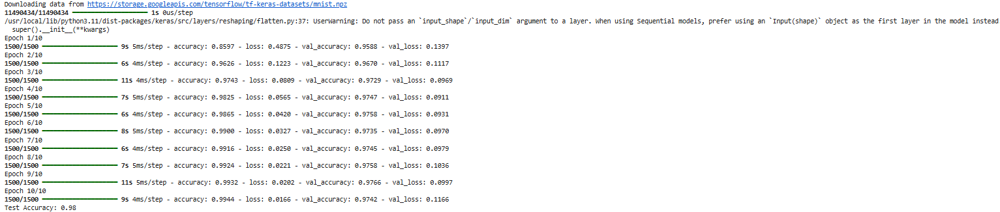 Downloading data from https://storage.googleapis.com/tensorflow/tf-keras-datasets/mnist.npz
11490434/11490434 ━━━━━━━━━━━━━━━━━━━━ 1s 0us/step
/usr/local/lib/python3.11/dist-packages/keras/src/layers/reshaping/flatten.py:37: UserWarning: Do not pass an `input_shape`/`input_dim` argument to a layer. When using Sequential models, prefer using an `Input(shape)` object as the first layer in the model instead
  super().__init__(**kwargs)
Epoch 1/10
1500/1500 ━━━━━━━━━━━━━━━━━━━━ 9s 5ms/step - accuracy: 0.8597 - loss: 0.4875 - val_accuracy: 0.9588 - val_loss: 0.1397
Epoch 2/10
1500/1500 ━━━━━━━━━━━━━━━━━━━━ 6s 4ms/step - accuracy: 0.9626 - loss: 0.1223 - val_accuracy: 0.9670 - val_loss: 0.1117
Epoch 3/10
1500/1500 ━━━━━━━━━━━━━━━━━━━━ 11s 4ms/step - accuracy: 0.9743 - loss: 0.0809 - val_accuracy: 0.9729 - val_loss: 0.0969
Epoch 4/10
1500/1500 ━━━━━━━━━━━━━━━━━━━━ 7s 5ms/step - accuracy: 0.9825 - loss: 0.0565 - val_accuracy: 0.9747 - val_loss: 0.0911
Epoch 5/10
1500/1500 ━━━━━━━━━━━━━━━━━━━━ 6s 4ms/step - accuracy: 0.9865 - loss: 0.0420 - val_accuracy: 0.9758 - val_loss: 0.0931
Epoch 6/10
1500/1500 ━━━━━━━━━━━━━━━━━━━━ 8s 5ms/step - accuracy: 0.9900 - loss: 0.0327 - val_accuracy: 0.9735 - val_loss: 0.0970
Epoch 7/10
1500/1500 ━━━━━━━━━━━━━━━━━━━━ 6s 4ms/step - accuracy: 0.9916 - loss: 0.0250 - val_accuracy: 0.9745 - val_loss: 0.0979
Epoch 8/10
1500/1500 ━━━━━━━━━━━━━━━━━━━━ 7s 5ms/step - accuracy: 0.9924 - loss: 0.0221 - val_accuracy: 0.9758 - val_loss: 0.1036
Epoch 9/10
1500/1500 ━━━━━━━━━━━━━━━━━━━━ 11s 5ms/step - accuracy: 0.9932 - loss: 0.0202 - val_accuracy: 0.9766 - val_loss: 0.0997
Epoch 10/10
1500/1500 ━━━━━━━━━━━━━━━━━━━━ 9s 4ms/step - accuracy: 0.9944 - loss: 0.0166 - val_accuracy: 0.9742 - val_loss: 0.1166
Test Accuracy: 0.98